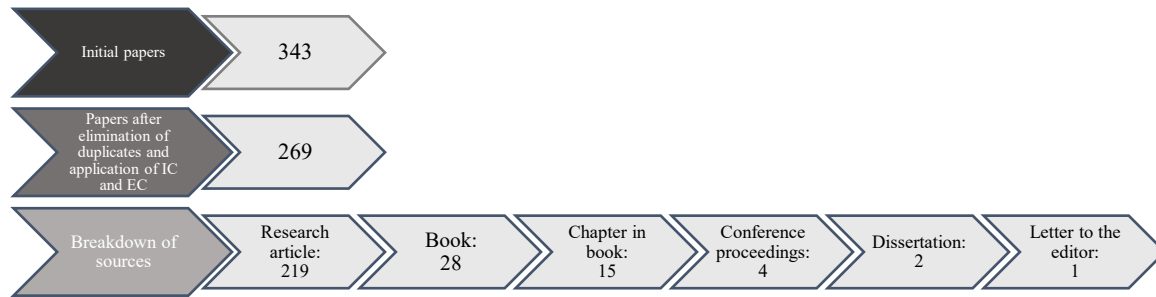 Initial papers
343
Papers after
elimination of
duplicates and
application of IC
and EC
269
Breakdown of
sources
Research
article:
219
Book:
28
Chapter in
book:
15
Conference
proceedings:
4
Dissertation:
2
Letter to the
editor:
1